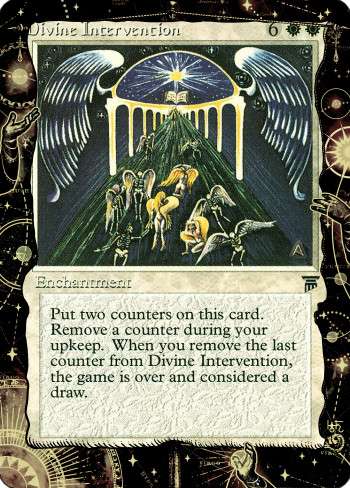 Divine Intervention 6
Enchantment
Put two counters on this card.
Remove a counter during your
upkeep. When you remove the last
counter from Divine Intervention,
the game is over and considered a
draw.